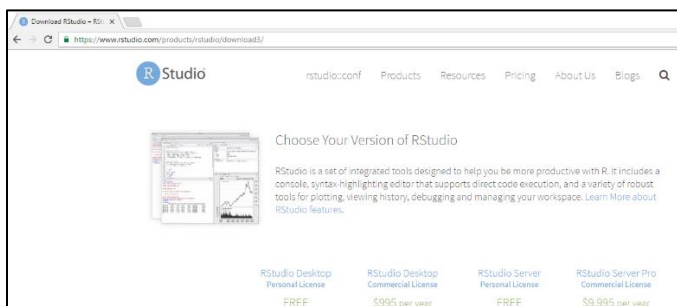 Download RStudio – RStu
https://www.rstudio.com/products/rstudio/download3/
R Studio
rstudio::conf Products Resources Pricing About Us Blogs
Choose Your Version of RStudio
RStudio is a set of integrated tools designed to help you be more productive with R. It includes a
console, syntax-highlighting editor that supports direct code execution, and a variety of robust
tools for plotting, viewing history, debugging and managing your workspace. Learn More about
RStudio features.
RStudio Desktop RStudio Desktop RStudio Server RStudio Server Pro
Personal License Commercial License Personal License Commercial License
FREE $995 per year FREE $9,995 per year